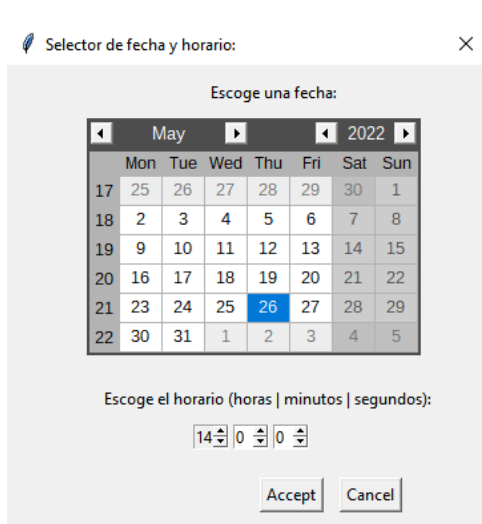 Selector de fecha y horario:
Escoge una fecha:
May 2022
Mon Tue Wed Thu Fri Sat Sun
17 25 26 27 28 29 30 1
18 2 3 4 5 6 7 8
19 9 10 11 12 13 14 15
20 16 17 18 19 20 21 22
21 23 24 25 26 27 28 29
22 30 31 1 2 3 4 5
Escoge el horario (horas | minutos | segundos):
14 0 0
Accept Cancel